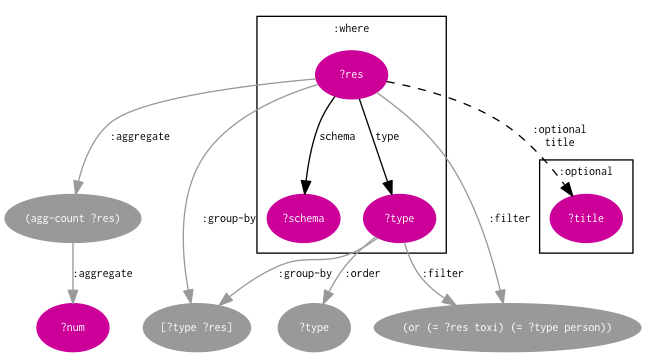 :where
?res
:aggregate
schema
type
:optional
title
:optional
(agg-count ?res)
:group-by
?schema
?type
:filter
?title
:aggregate
:group-by
:order
:filter
?num
[?type ?res]
?type
(or (= ?res toxi) (= ?type person))